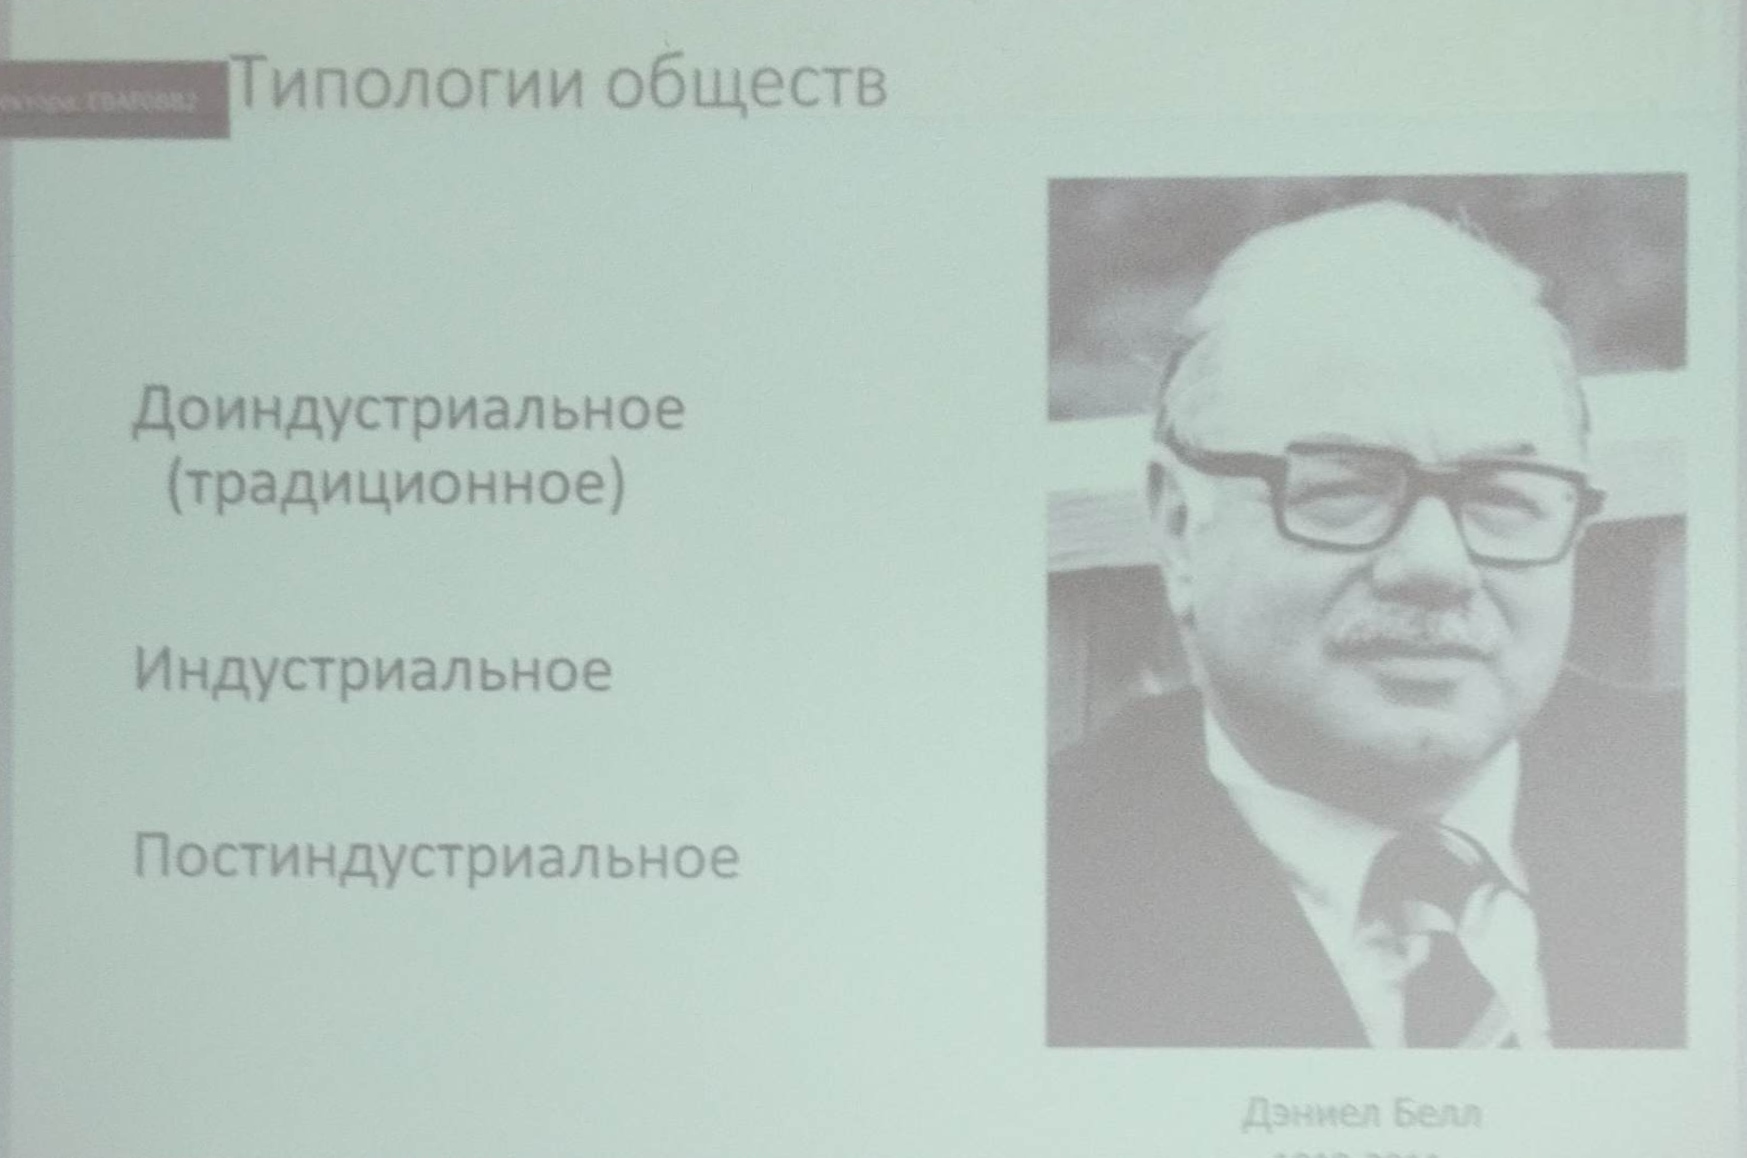 Типологии обществ
Доиндустриальное
(традиционное)
Индустриальное
Постиндустриальное
Дэниел Белл